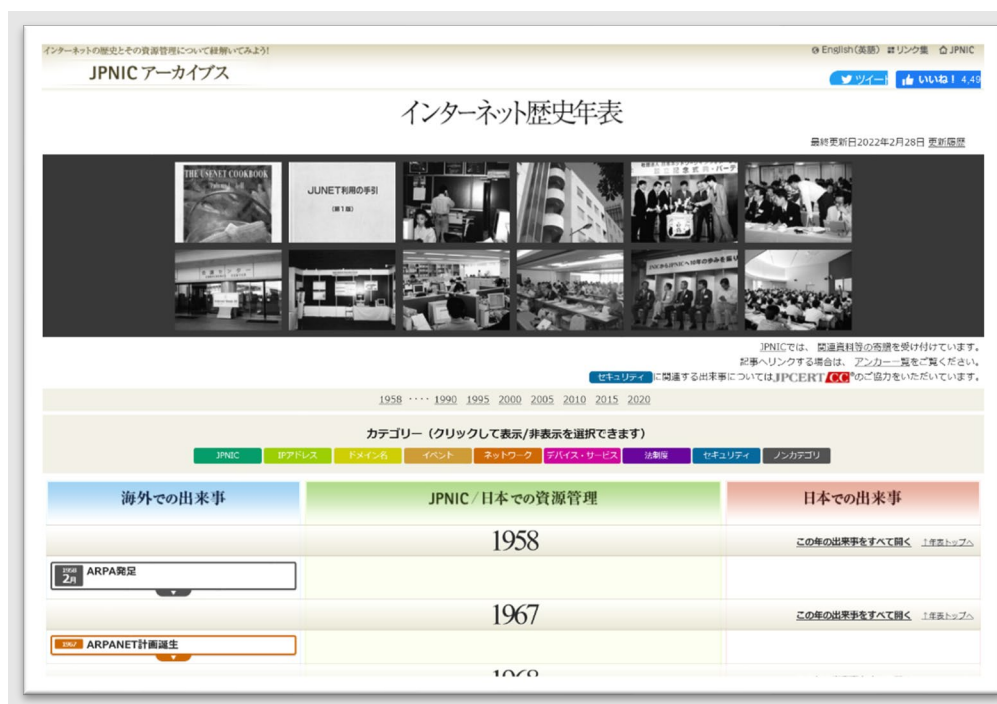 インターネットの歴史とその資源管理について紐解いてみよう!
English(英語) リンク集 JPNIC
JPNIC アーカイブス
ツイート いいね! 4,49
インターネット歴史年表
最終更新日2022年2月28日 更新履歴
THE USENET COOKBOOK
JUNET利用の手引
(第1版)
JPNICでは、関連資料等の寄贈を受け付けています。
記事へリンクする場合は、アンカー一覧をご覧ください。
セキュリティ に関連する出来事についてはJPCERT CC®のご協力をいただいています。
1958 ···· 1990 1995 2000 2005 2010 2015 2020
カテゴリー(クリックして表示/非表示を選択できます)
JPNIC IPアドレス ドメイン名 イベント ネットワーク デバイス・サービス 法制度 セキュリティ ノンカテゴリ
海外での出来事 JPNIC/日本での資源管理 日本での出来事
1958 この年の出来事をすべて開く ↑年表トップへ
1958 2月 ARPA発足
1967 この年の出来事をすべて開く ↑年表トップへ
1967 ARPANET計画誕生